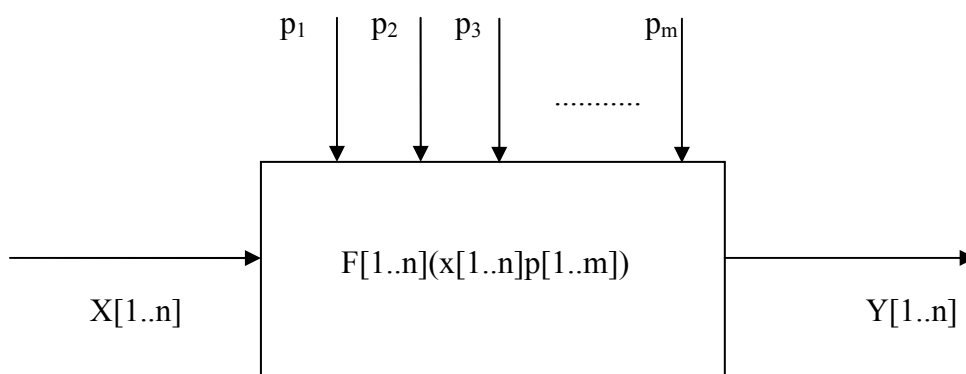 p₁ p₂ p₃ pₘ
...........
F[1..n](x[1..n]p[1..m])
X[1..n] Y[1..n]